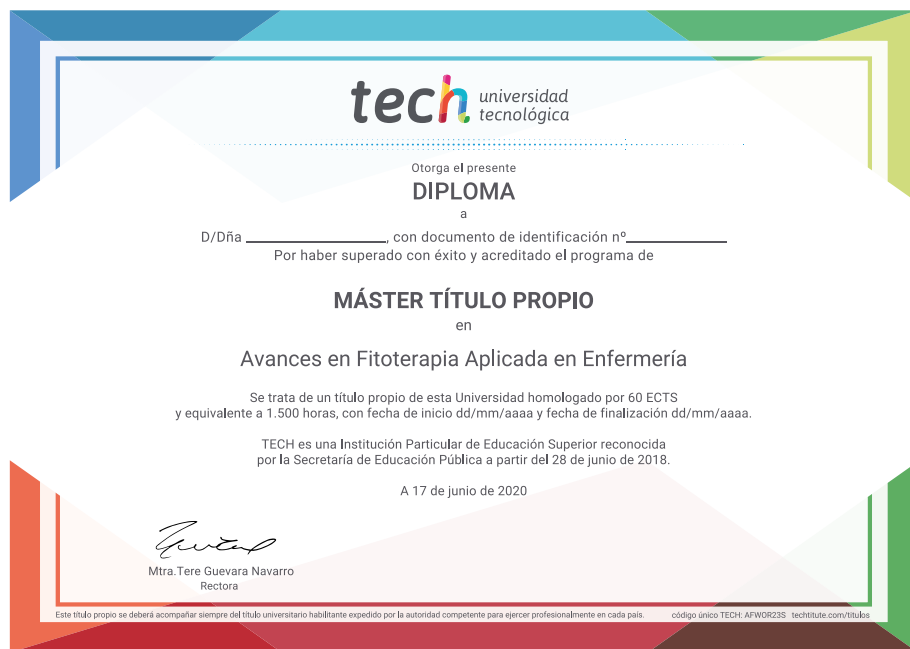 tech universidad
tecnológica
Otorga el presente
DIPLOMA
a
D/Dña ____________, con documento de identificación nº____________
Por haber superado con éxito y acreditado el programa de
MÁSTER TÍTULO PROPIO
en
Avances en Fitoterapia Aplicada en Enfermería
Se trata de un título propio de esta Universidad homologado por 60 ECTS
y equivalente a 1.500 horas, con fecha de inicio dd/mm/aaaa y fecha de finalización dd/mm/aaaa.
TECH es una Institución Particular de Educación Superior reconocida
por la Secretaría de Educación Pública a partir del 28 de junio de 2018.
A 17 de junio de 2020
Mtra.Tere Guevara Navarro
Rectora
Este título propio se deberá acompañar siempre del título universitario habilitante expedido por la autoridad competente para ejercer profesionalmente en cada país. código único TECH: AFWOR23S techtitute.com/titulos